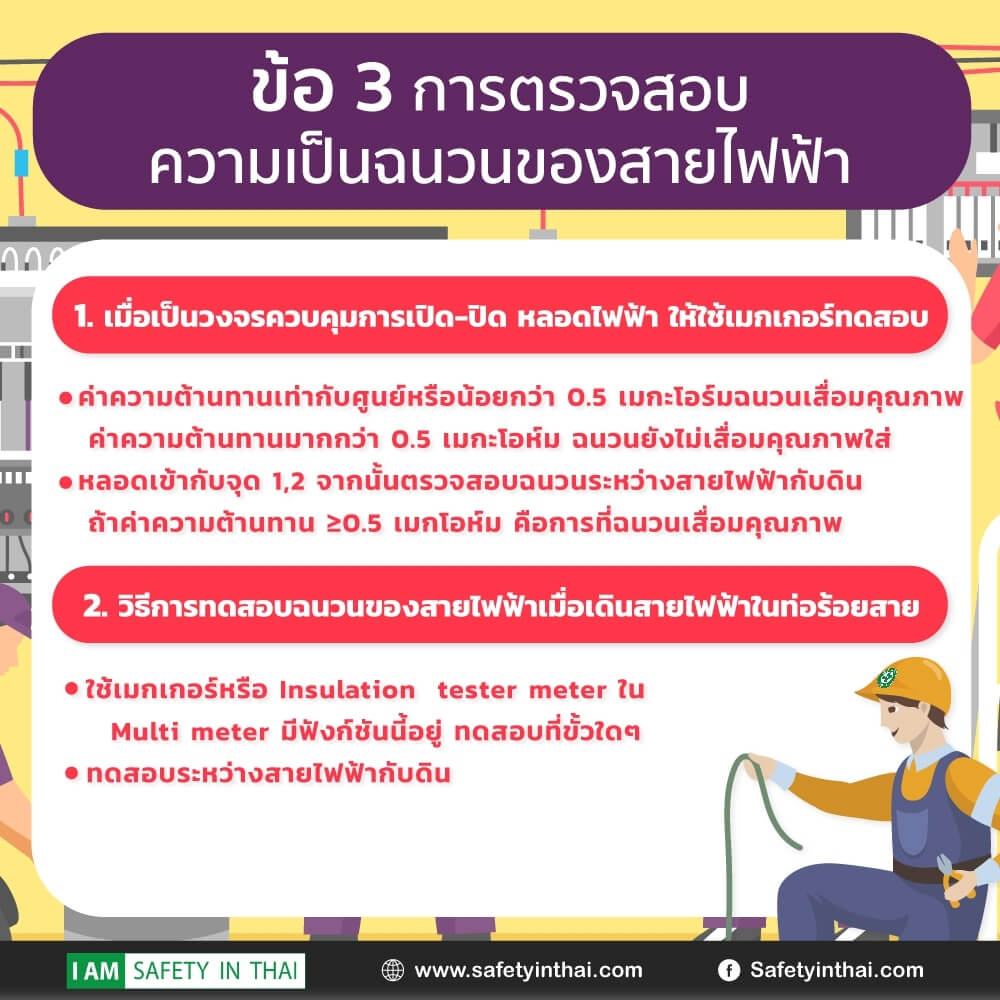 ข้อ 3 การตรวจสอบ
ความเป็นฉนวนของสายไฟฟ้า
1. เมื่อเป็นวงจรควบคุมการเปิด-ปิด หลอดไฟฟ้า ให้ใช้เมกเกอร์ทดสอบ
•ค่าความต้านทานเท่ากับศูนย์หรือน้อยกว่า 0.5 เมกะโอร์มฉนวนเสื่อมคุณภาพ
ค่าความต้านทานมากกว่า 0.5 เมกะโอห์ม ฉนวนยังไม่เสื่อมคุณภาพใส่
•หลอดเข้ากับจุด 1,2 จากนั้นตรวจสอบฉนวนระหว่างสายไฟฟ้ากับดิน
ถ้าค่าความต้านทาน ≥0.5 เมกโอห์ม คือการที่ฉนวนเสื่อมคุณภาพ
2. วิธีการทดสอบฉนวนของสายไฟฟ้าเมื่อเดินสายไฟฟ้าในท่อร้อยสาย
• ใช้เมกเกอร์หรือ Insulation tester meter ใน
Multi meter มีฟังก์ชันนี้อยู่ ทดสอบที่ขั้วใดๆ
• ทดสอบระหว่างสายไฟฟ้ากับดิน
I AM SAFETY IN THAI
www.safetyinthai.com
Safetyinthai.com